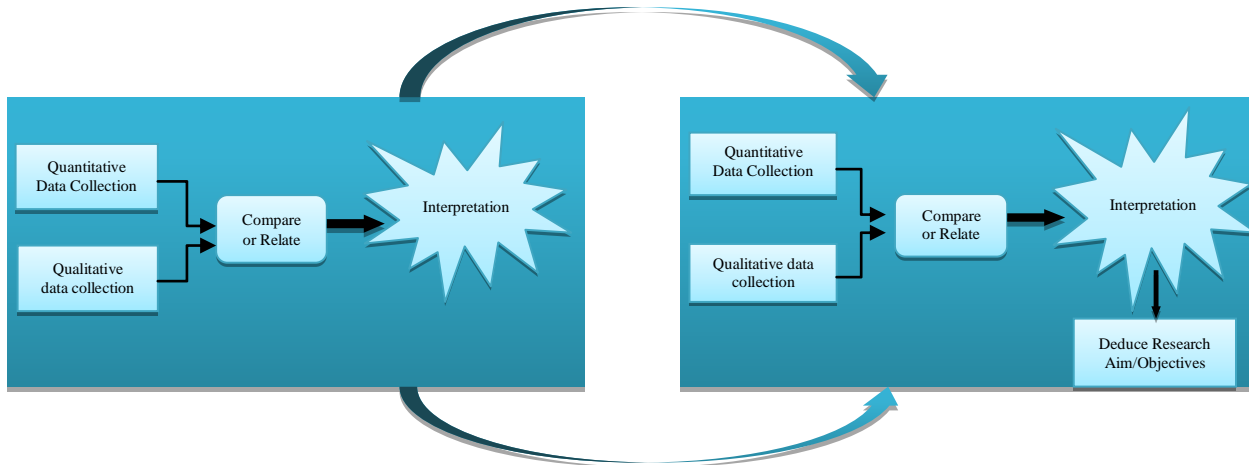 Quantitative
Data Collection
Qualitative
data collection
Compare
or Relate
Interpretation
Quantitative
Data Collection
Qualitative data
collection
Compare
or Relate
Interpretation
Deduce Research
Aim/Objectives